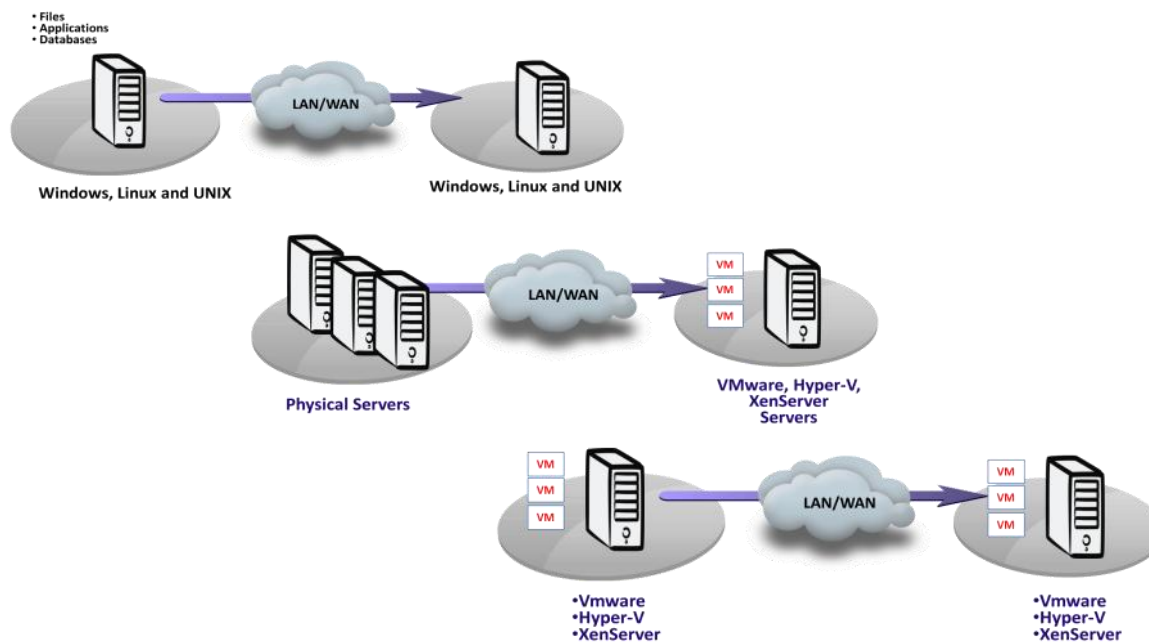 • Files
• Applications
• Databases
LAN/WAN
Windows, Linux and UNIX
Windows, Linux and UNIX
LAN/WAN
VM
VM
VM
Physical Servers
VMware, Hyper-V,
XenServer
Servers
VM
VM
VM
LAN/WAN
VM
VM
VM
•Vmware
•Hyper-V
•XenServer
•Vmware
•Hyper-V
•XenServer